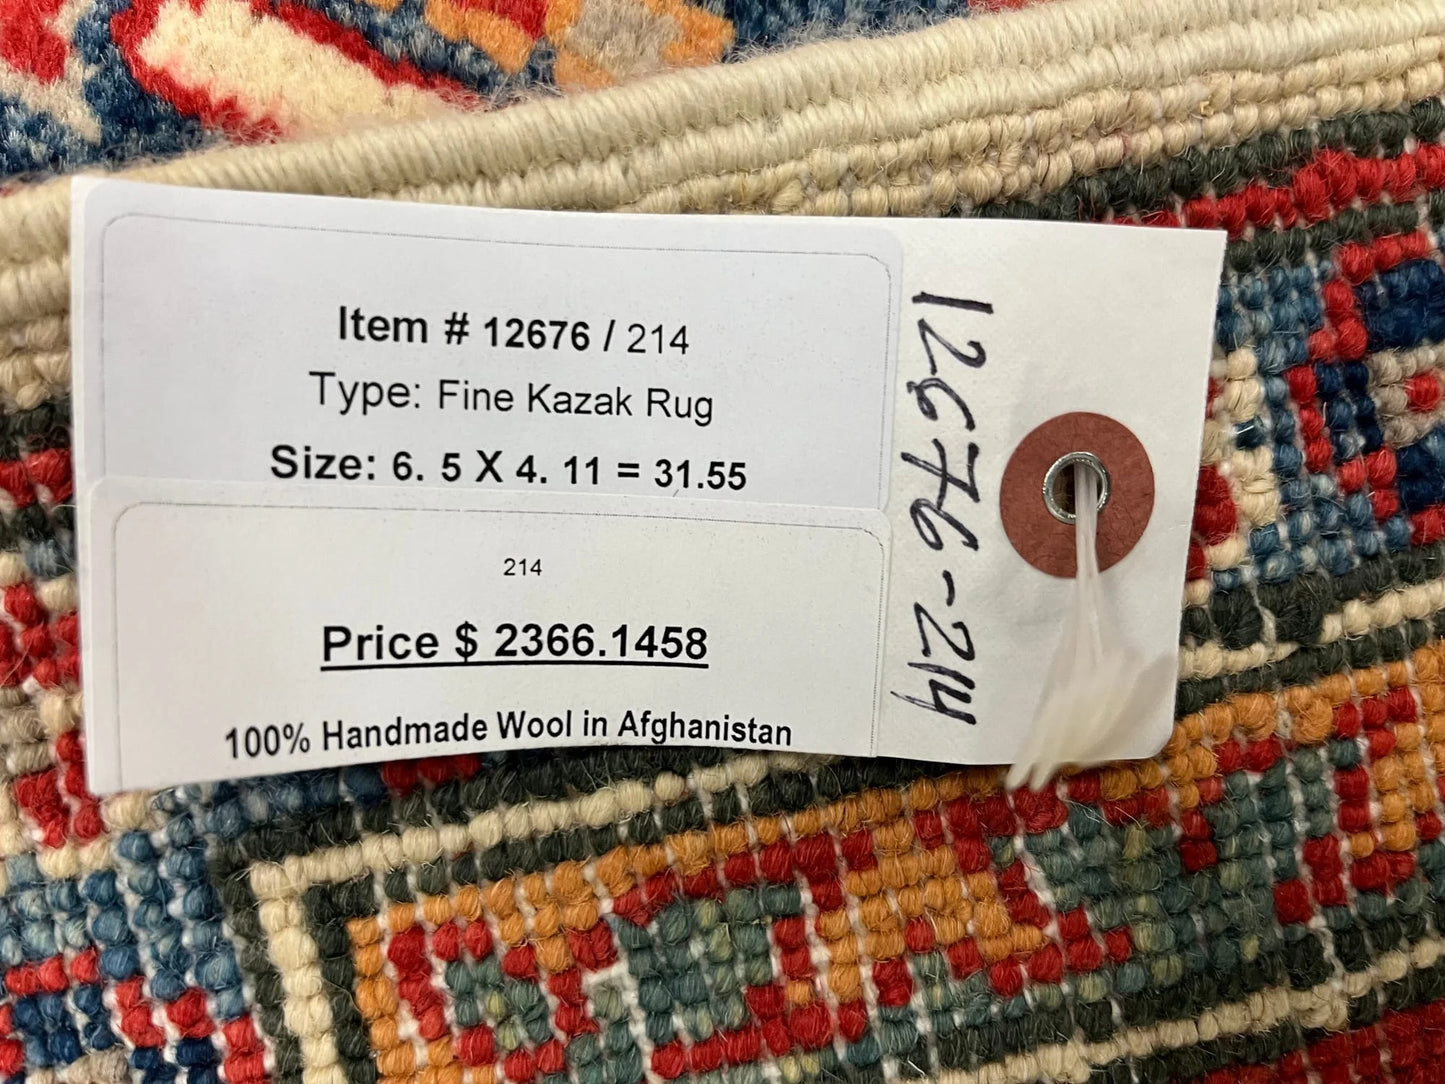 Item # 12676 / 214
Type: Fine Kazak Rug
Size: 6. 5 X 4. 11 = 31.55
214
Price $ 2366.1458
100% Handmade Wool in Afghanistan
12676-214